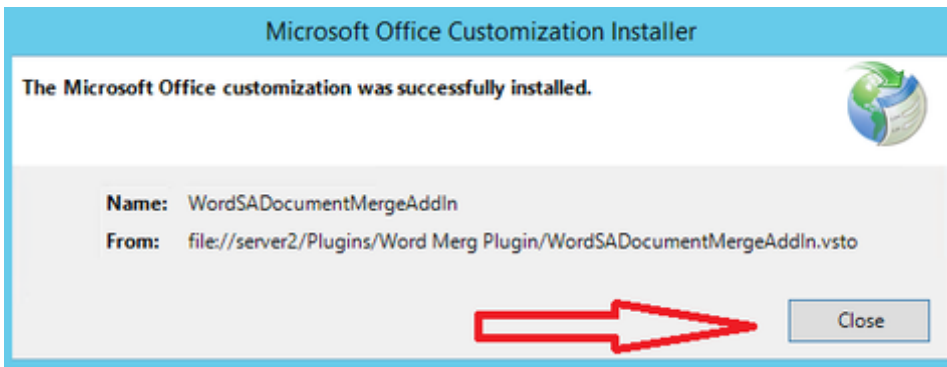 Microsoft Office Customization Installer
The Microsoft Office customization was successfully installed.
Name: WordSADocumentMergeAddIn
From: file://server2/Plugins/Word Merg Plugin/WordSADocumentMergeAddIn.vsto
Close